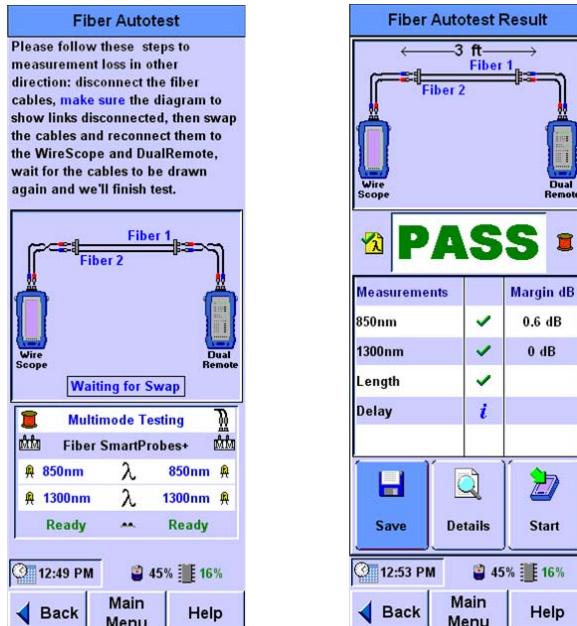 Fiber Autotest
Please follow these steps to
measurement loss in other
direction: disconnect the fiber
cables, make sure the diagram to
show links disconnected, then swap
the cables and reconnect them to
the WireScope and DualRemote,
wait for the cables to be drawn
again and we'll finish test.
Fiber 1
Fiber 2
Wire
Scope
Dual
Remote
Waiting for Swap
Multimode Testing
Fiber SmartProbes+
850nm λ 850nm
1300nm λ 1300nm
Ready Ready
12:49 PM 45% 16%
Back Main Menu Help
Fiber Autotest Result
3 ft
Fiber 1
Fiber 2
Wire
Scope
Dual
Remote
λ PASS
Measurements Margin dB
850nm ✓ 0.6 dB
1300nm ✓ 0 dB
Length ✓
Delay i
Save Details Start
12:53 PM 45% 16%
Back Main Menu Help